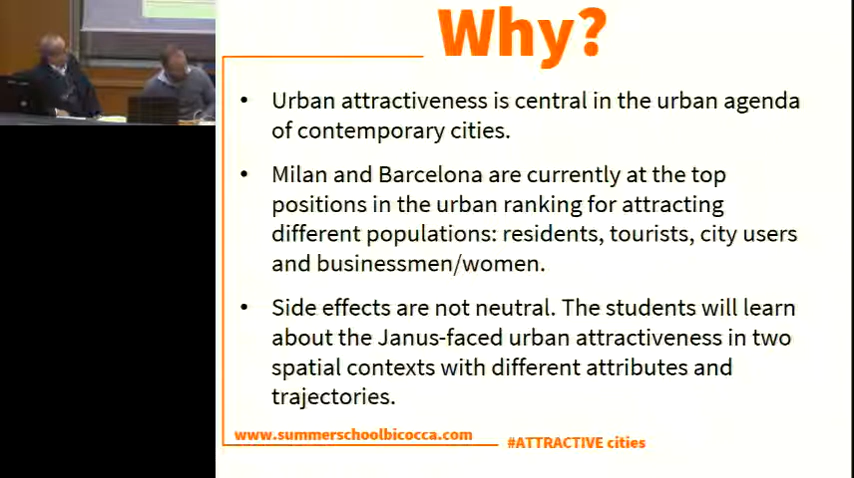 Why?
• Urban attractiveness is central in the urban agenda
of contemporary cities.
• Milan and Barcelona are currently at the top
positions in the urban ranking for attracting
different populations: residents, tourists, city users
and businessmen/women.
• Side effects are not neutral. The students will learn
about the Janus-faced urban attractiveness in two
spatial contexts with different attributes and
trajectories.
www.summerschoolbicocca.com
#ATTRACTIVE cities